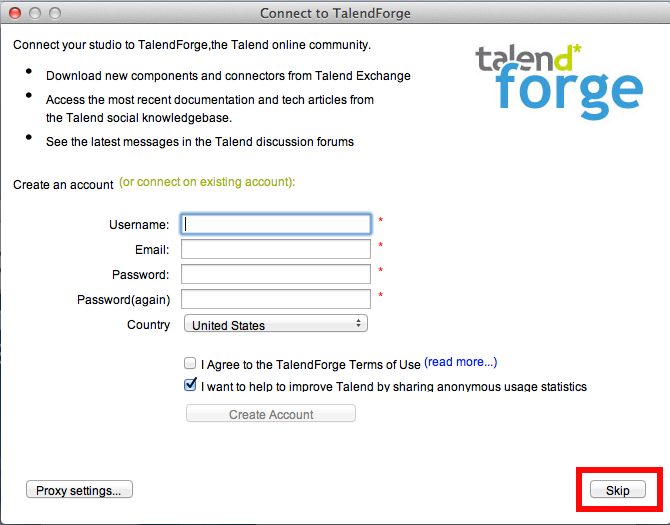 Connect to TalendForge
Connect your studio to TalendForge,the Talend online community.
• Download new components and connectors from Talend Exchange
• Access the most recent documentation and tech articles from
the Talend social knowledgebase.
• See the latest messages in the Talend discussion forums
talend*
forge
Create an account (or connect on existing account):
Username: *
Email: *
Password: *
Password(again) *
Country United States
I Agree to the TalendForge Terms of Use (read more...)
I want to help to improve Talend by sharing anonymous usage statistics
Create Account
Proxy settings... Skip